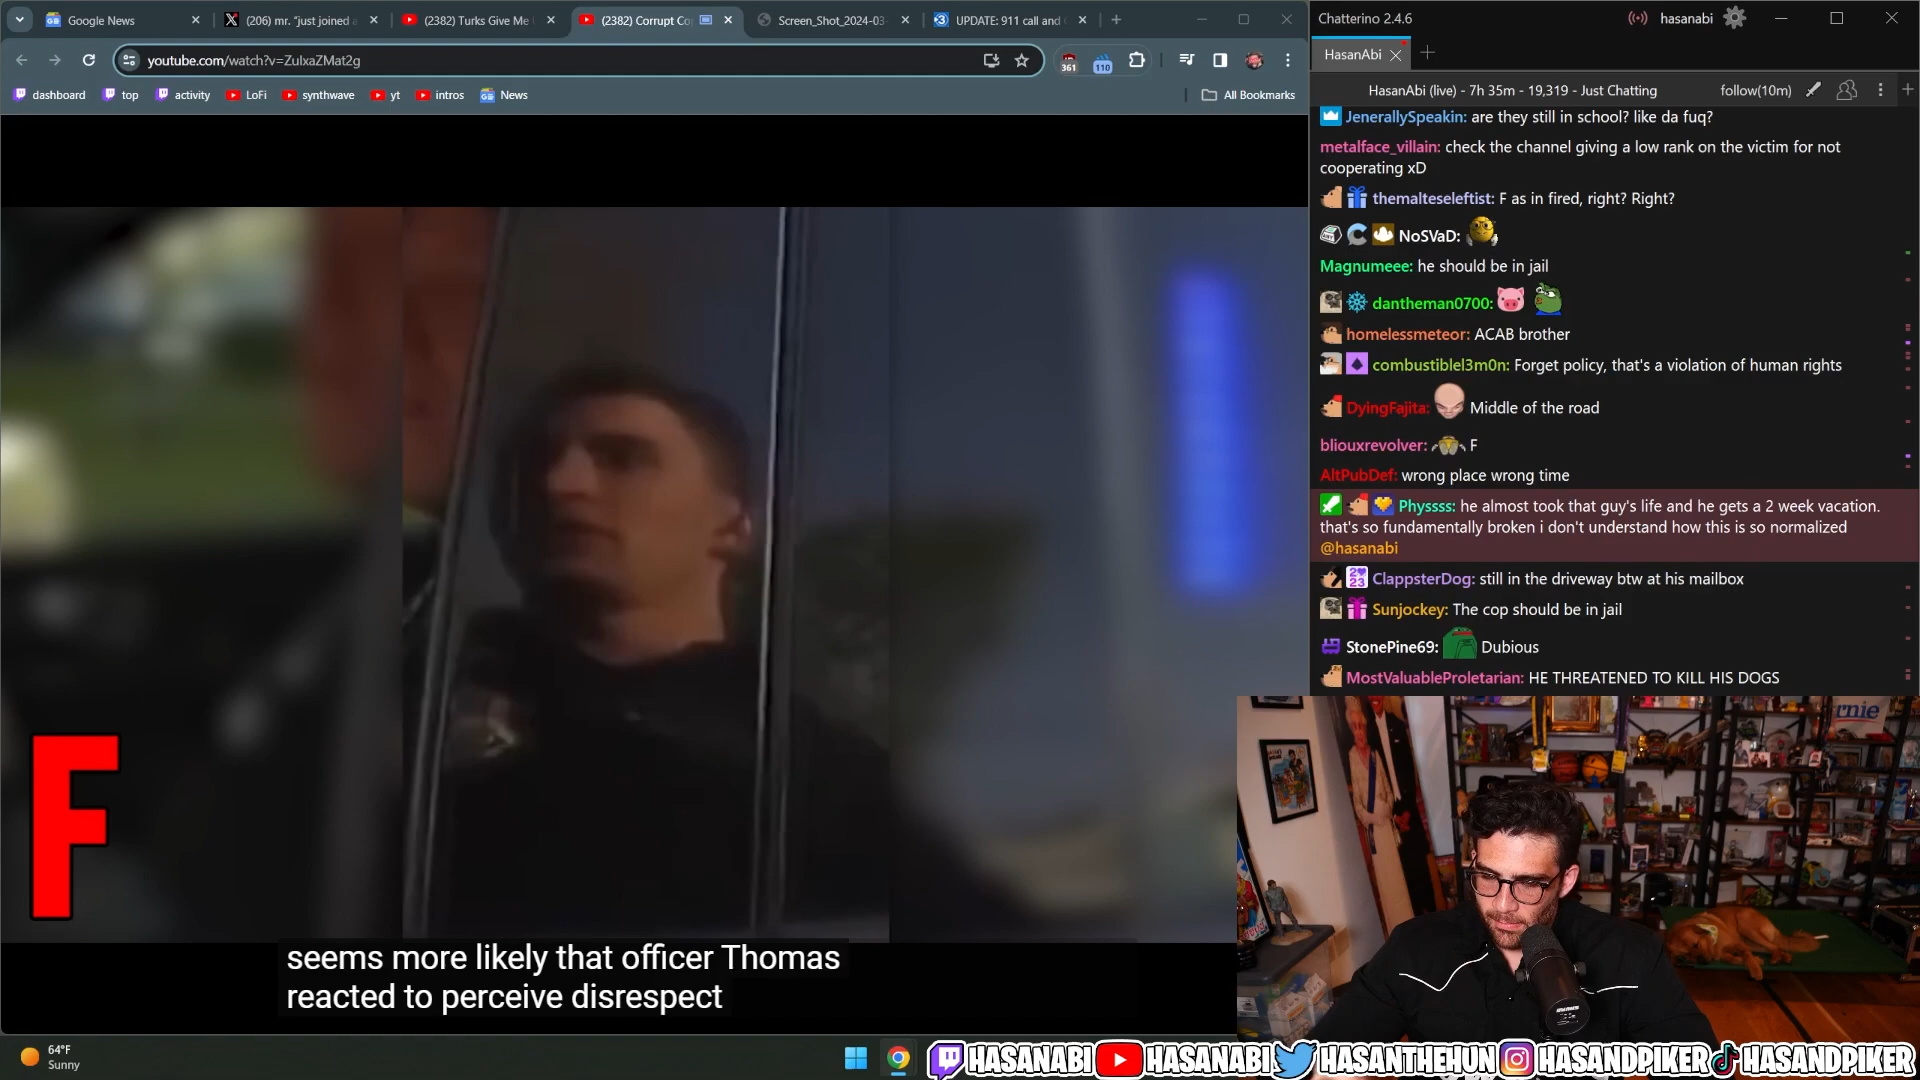 Google News
(206) mr. "just joined a
(2382) Turks Give Me
(2382) Corrupt Co
Screen_Shot_2024-03-
UPDATE: 911 call and
youtube.com/watch?v=ZuIxaZMat2g
361
110
dashboard
top
activity
LoFi
synthwave
yt
intros
News
All Bookmarks
F
seems more likely that officer Thomas
reacted to perceive disrespect
64°F
Sunny
Chatterino 2.4.6
hasanabi
HasanAbi
HasanAbi (live) - 7h 35m - 19,319 - Just Chatting
follow(10m)
JenerallySpeakin: are they still in school? like da fuq?
metalface_villain: check the channel giving a low rank on the victim for not
cooperating xD
themalteseleftist: F as in fired, right? Right?
NoSVaD:
Magnumeee: he should be in jail
dantheman0700:
homelessmeteor: ACAB brother
combustiblel3m0n: Forget policy, that's a violation of human rights
DyingFajita: Middle of the road
bliouxrevolver: F
AltPubDef: wrong place wrong time
Physsss: he almost took that guy's life and he gets a 2 week vacation.
that's so fundamentally broken i don't understand how this is so normalized
@hasanabi
ClappsterDog: still in the driveway btw at his mailbox
Sunjockey: The cop should be in jail
StonePine69: Dubious
MostValuableProletarian: HE THREATENED TO KILL HIS DOGS
HASANABI
HASANABI
HASANTHEHUN
HASANDPIKER
HASANDPIKER